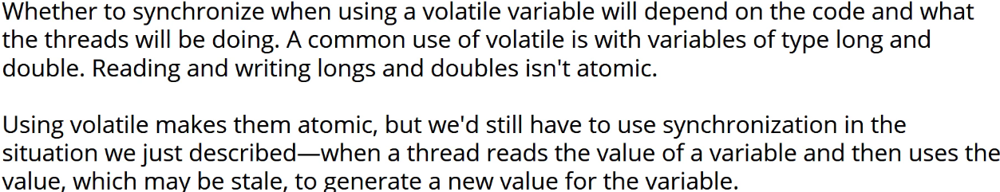 Whether to synchronize when using a volatile variable will depend on the code and what
the threads will be doing. A common use of volatile is with variables of type long and
double. Reading and writing longs and doubles isn't atomic.
Using volatile makes them atomic, but we'd still have to use synchronization in the
situation we just described—when a thread reads the value of a variable and then uses the
value, which may be stale, to generate a new value for the variable.